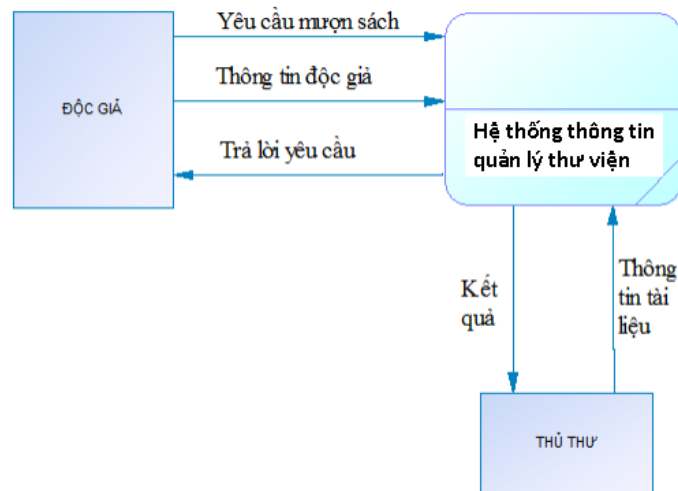 Yêu cầu mượn sách
Thông tin độc giả
ĐỘC GIẢ
Hệ thống thông tin
quản lý thư viện
Trả lời yêu cầu
Kết
quả
Thông
tin tài
liệu
THỦ THƯ